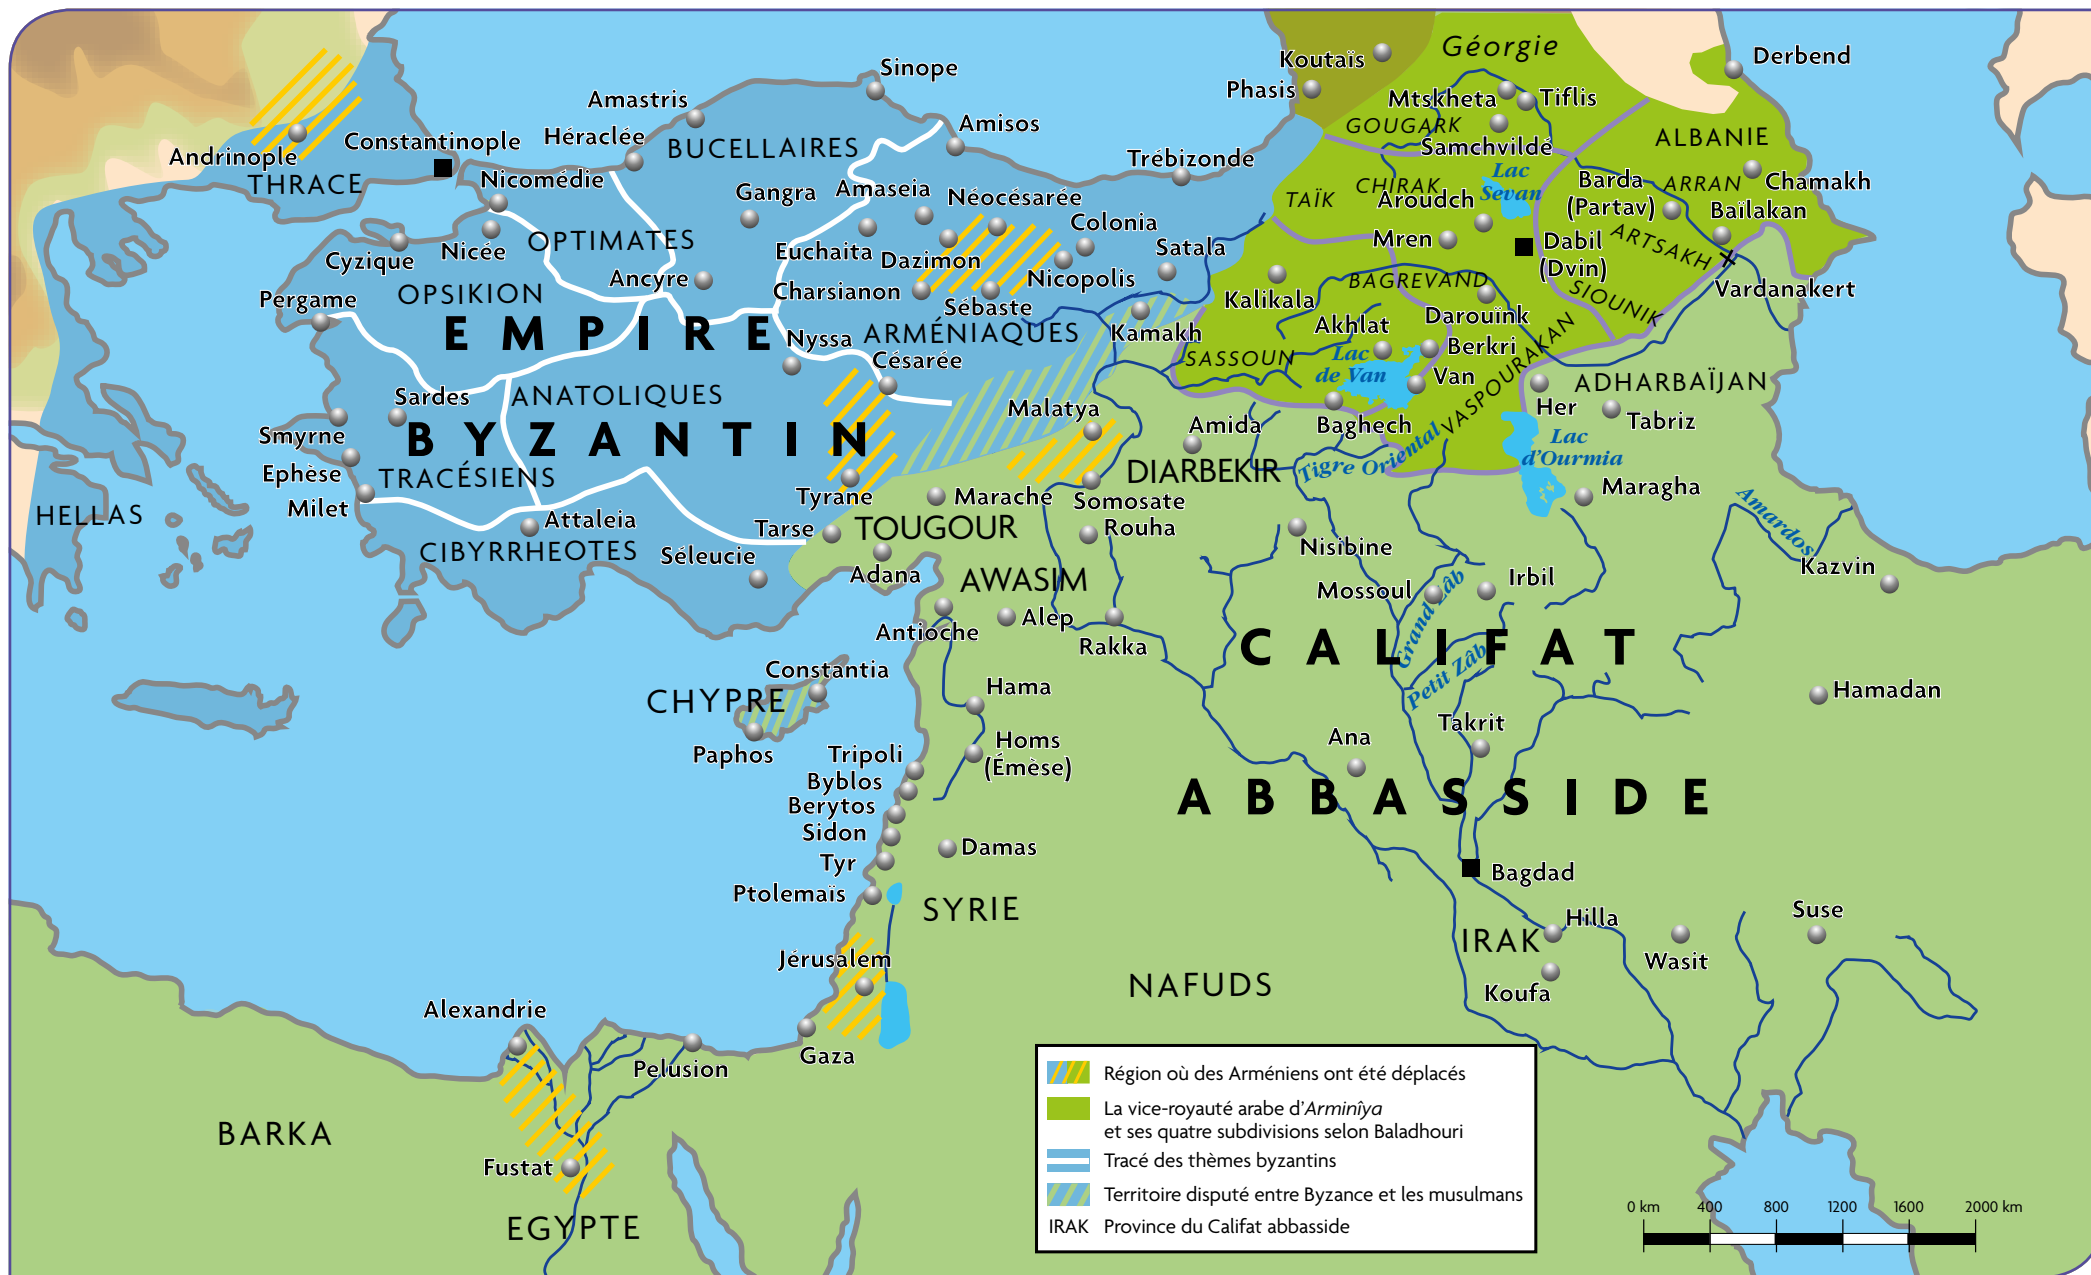 Koutaïs
Géorgie
Derbend
Sinope
Phasis
Mtskheta
Tiflis
Amastris
Héraclée
BUCELLAIRES
Amisos
GOUGARK
Samchvildé
ALBANIE
Constantinople
Andrinople
THRACE
Nicomédie
Trébizonde
Lac
Sevan
Barda
(Partav)
ARRAN
Chamakh
Gangra
Amaseia
Néocésarée
TAÏK
CHIRAK
Aroudch
Baïlakan
Colonia
Cyzique
Nicée
OPTIMATES
Euchaita
Dazimon
Satala
Mren
Dabil
(Dvin)
ARTSAKH
Ancyre
Nicopolis
Charsianon
OPSIKION
Pergame
Sébaste
Kalikala
BAGREVAND
SIOUNIK
Vardanakert
EMPIRE
Nyssa
ARMÉNIAQUES
Kamakh
Akhlat
Darouïnk
Césarée
SASSOUN
Lac
de Van
Berkri
Van
VASPOURAKAN
ADHARBAÏJAN
Sardes
ANATOLIQUES
Malatya
Her
Tabriz
Smyrne
BYZANTIN
Amida
Baghech
Tigre Oriental
Lac
d'Ourmia
Ephèse
TRACÉSIENS
DIARBEKIR
Milet
Tyrane
Marache
Somosate
Maragha
Amardos
HELLAS
Attaleia
Tarse
TOUGOUR
Rouha
CIBYRRHEOTES
Séleucie
Adana
AWASIM
Nisibine
Kazvin
Mossoul
Grand Zâb
Irbil
Antioche
Alep
Rakka
CALIFAT
Petit Zâb
Constantia
CHYPRE
Hama
Hamadan
Paphos
Tripoli
Homs
(Émèse)
Ana
Takrit
Byblos
Berytos
ABBASSIDE
Sidon
Damas
Tyr
Bagdad
Ptolemaïs
SYRIE
Hilla
Suse
IRAK
Wasit
Jérusalem
NAFUDS
Koufa
Alexandrie
Gaza
Pelusion
BARKA
Fustat
EGYPTE
Région où des Arméniens ont été déplacés
La vice-royauté arabe d'Arminîya
et ses quatre subdivisions selon Baladhouri
Tracé des thèmes byzantins
Territoire disputé entre Byzance et les musulmans
IRAK Province du Califat abbasside
0 km 400 800 1200 1600 2000 km